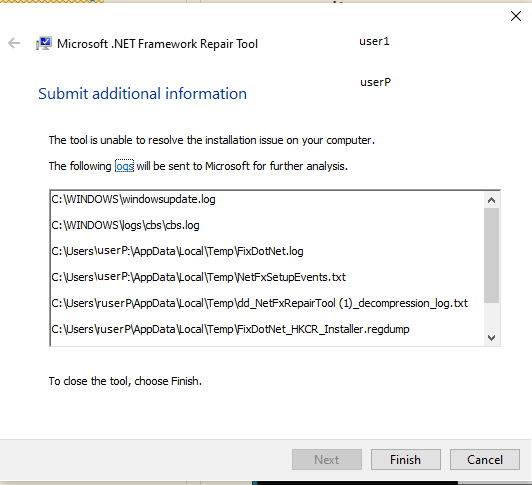 Microsoft .NET Framework Repair Tool
user1
userP
Submit additional information
The tool is unable to resolve the installation issue on your computer.
The following ogs will be sent to Microsoft for further analysis.
C:\WINDOWS\windowsupdate.log
C:\WINDOWS\logs\cbs\cbs.log
C:\Users\userP:\AppData\Local\Temp\FixDotNet.log
C:\Users\userP:\AppData\Local\Temp\NetFxSetupEvents.txt
C:\Users\ruserP\AppData\Local\Temp\dd_NetFxRepairTool (1)_decompression_log.txt
C:\Users\ruserP\AppData\Local\Temp\FixDotNet_HKCR_Installer.regdump
To close the tool, choose Finish.
Next Finish Cancel